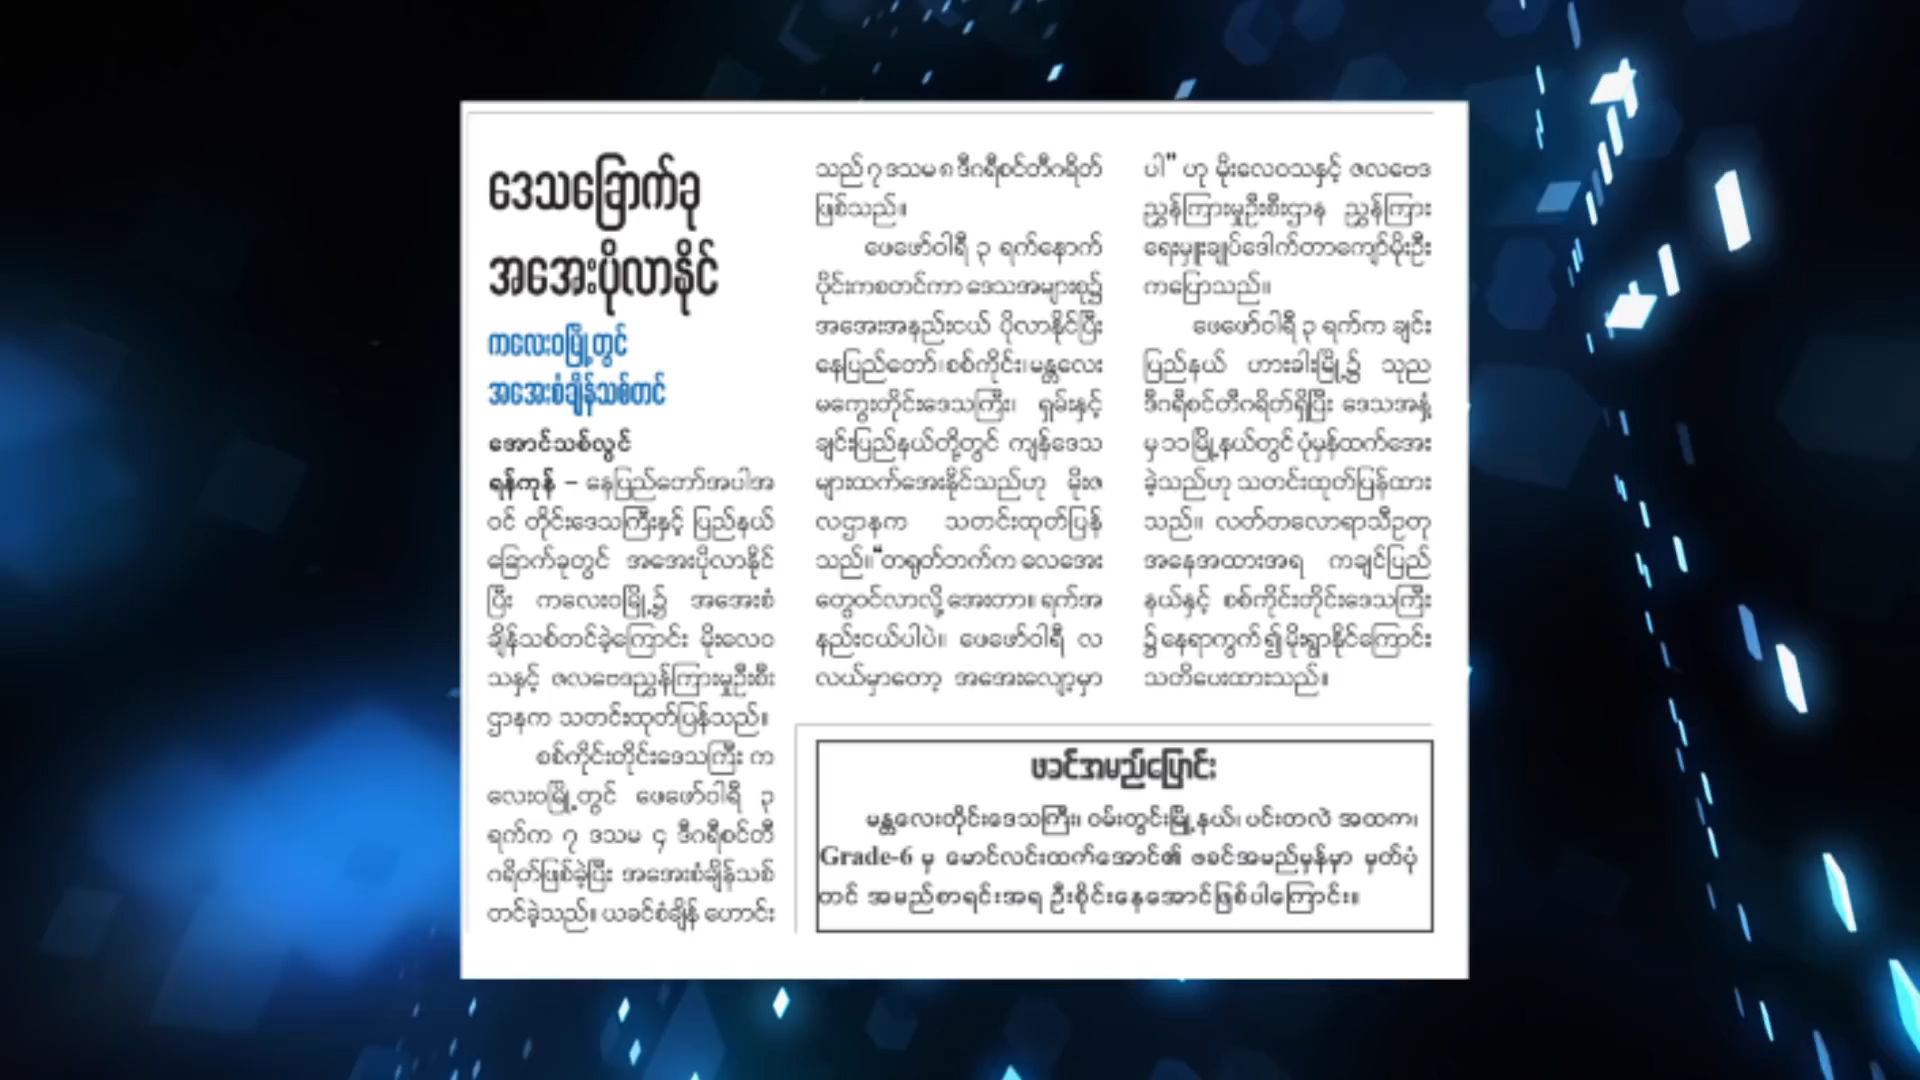 ဒေသခြောက်ခု
အအေးပိုလာနိုင်
ကလေးဝမြို့တွင်
အအေးစံချိန်သစ်တင်
အောင်သစ်လွင်
ရန်ကုန် – နေပြည်တော်အပါအ
ဝင် တိုင်းဒေသကြီးနှင့် ပြည်နယ်
ခြောက်ခုတွင် အအေးပိုလာနိုင်
ပြီး ကလေးဝမြို့၌ အအေးစံ
ချိန်သစ်တင်ခဲ့ကြောင်း မိုးလေဝ
သနှင့် ဇလဗေဒညွှန်ကြားမှုဦးစီး
ဌာနက သတင်းထုတ်ပြန်သည်။
စစ်ကိုင်းတိုင်းဒေသကြီး က
လေးဝမြို့တွင် ဖေဖော်ဝါရီ ၃
ရက်က ၇ ဒသမ ၄ ဒီဂရီစင်တီ
ဂရိတ်ဖြစ်ခဲ့ပြီး အအေးစံချိန်သစ်
တင်ခဲ့သည်။ ယခင်စံချိန် ဟောင်း
သည် ၇ ဒသမ ၈ ဒီဂရီစင်တီဂရိတ်
ဖြစ်သည်။
ဖေဖော်ဝါရီ ၃ ရက်နောက်
ပိုင်းကစတင်ကာ ဒေသအများစု၌
အအေးအနည်းငယ် ပိုလာနိုင်ပြီး
နေပြည်တော်၊ စစ်ကိုင်း၊ မန္တလေး
မကွေးတိုင်းဒေသကြီး၊ ရှမ်းနှင့်
ချင်းပြည်နယ်တို့တွင် ကျန်ဒေသ
များထက်အေးနိုင်သည်ဟု မိုးဇ
လဌာနက သတင်းထုတ်ပြန်
သည်။ “တရုတ်ဘက်က လေအေး
တွေဝင်လာလို့ အေးတာ။ ရက်အ
နည်းငယ်ပါပဲ။ ဖေဖော်ဝါရီ လ
လယ်မှာတော့ အအေးလျော့မှာ
ပါ” ဟု မိုးလေဝသနှင့် ဇလဗေဒ
ညွှန်ကြားမှုဦးစီးဌာန ညွှန်ကြား
ရေးမှူးချုပ်ဒေါက်တာကျော်မိုးဦး
ကပြောသည်။
ဖေဖော်ဝါရီ ၃ ရက်က ချင်း
ပြည်နယ် ဟားခါးမြို့၌ သုည
ဒီဂရီစင်တီဂရိတ်ရှိပြီး ဒေသအနှံ့
မှ ၁၁ မြို့နယ်တွင် ပုံမှန်ထက်အေး
ခဲ့သည်ဟု သတင်းထုတ်ပြန်ထား
သည်။ လတ်တလောရာသီဥတု
အနေအထားအရ ကချင်ပြည်
နယ်နှင့် စစ်ကိုင်းတိုင်းဒေသကြီး
၌ နေရာကွက်၍ မိုးရွာနိုင်ကြောင်း
သတိပေးထားသည်။
ဖခင်အမည်ပြောင်း
မန္တလေးတိုင်းဒေသကြီး၊ ဝမ်းတွင်းမြို့နယ်၊ ပင်းတလဲ အထက၊
Grade-6 မှ မောင်လင်းထက်အောင်၏ ဖခင်အမည်မှန်မှာ မှတ်ပုံ
တင် အမည်စာရင်းအရ ဦးစိုင်းနေအောင်ဖြစ်ပါကြောင်း။